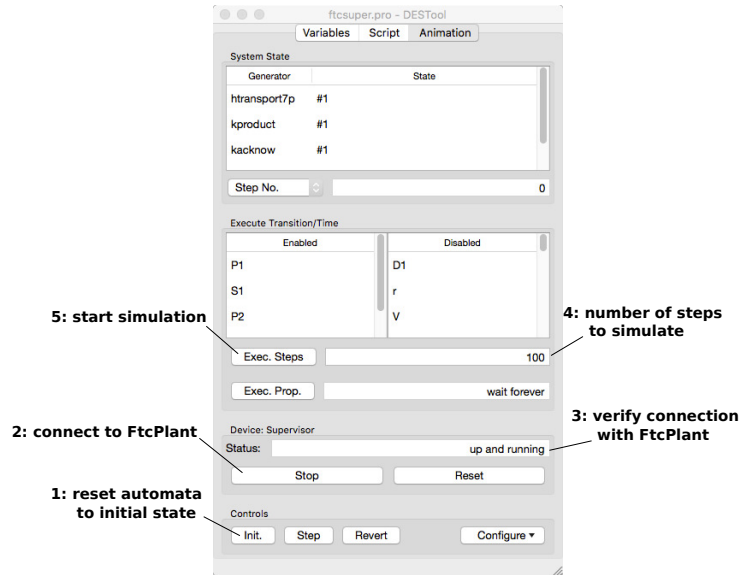 ftcsuper.pro - DESTool
Variables Script Animation
System State
Generator State
htransport7p #1
kproduct #1
kacknow #1
Step No. 0
Execute Transition/Time
Enabled Disabled
P1 D1
S1 r
P2 V
5: start simulation
4: number of steps
to simulate
Exec. Steps 100
Exec. Prop. wait forever
3: verify connection
with FtcPlant
2: connect to FtcPlant
Device: Supervisor
Status: up and running
Stop Reset
1: reset automata
to initial state
Controls
Init. Step Revert Configure ▾